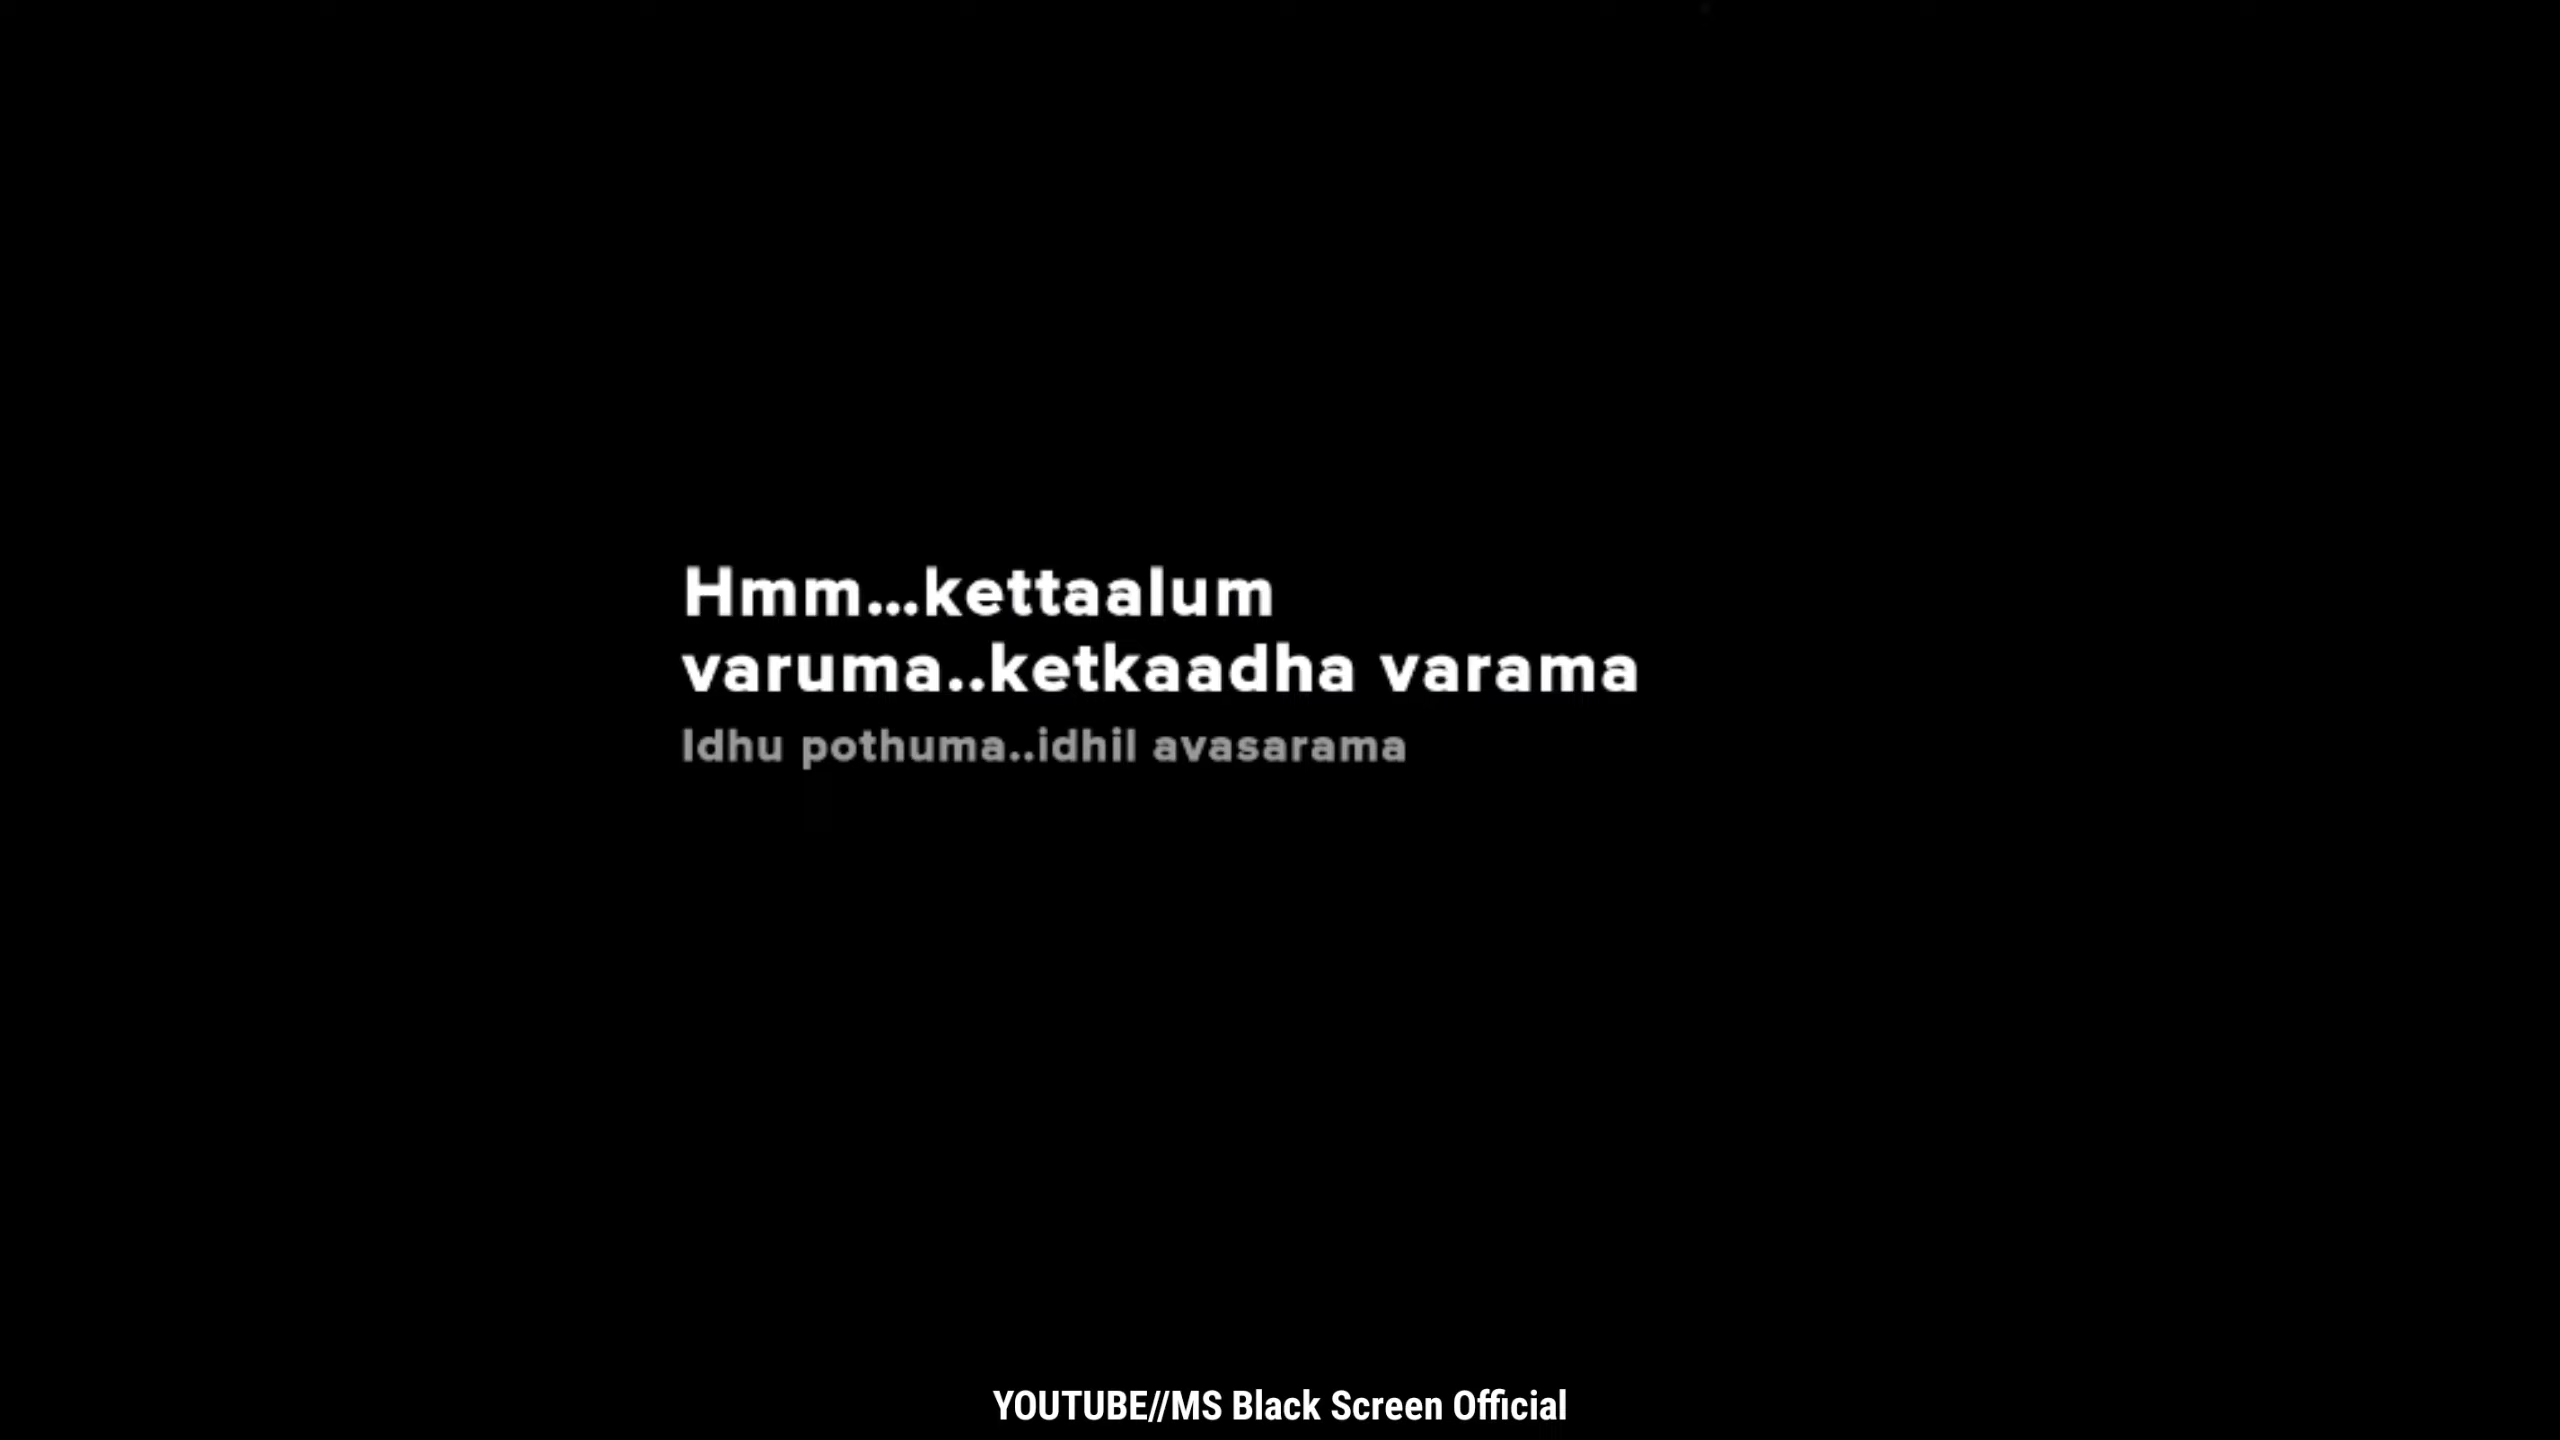 Hmm...kettaalum
varuma..ketkaadha varama
Idhu pothuma..idhil avasarama
YOUTUBE//MS Black Screen Official